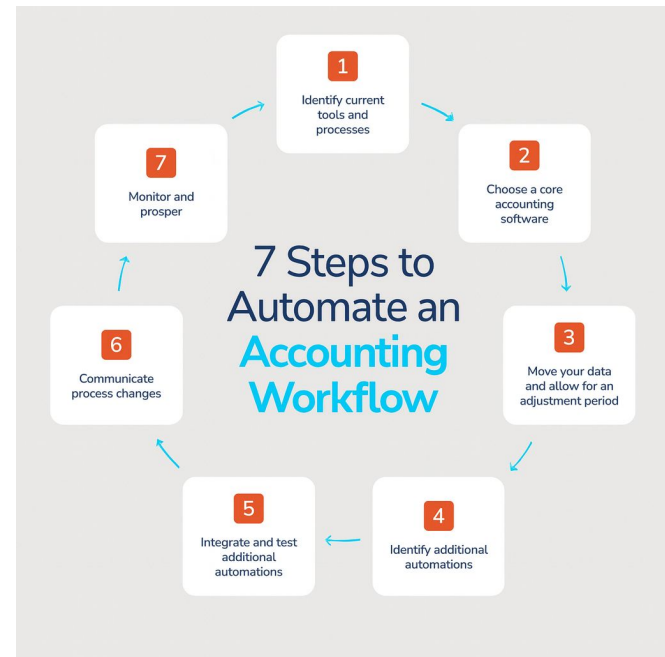 7 Steps to
Automate an
Accounting
Workflow
1
Identify current
tools and
processes
2
Choose a core
accounting
software
3
Move your data
and allow for an
adjustment period
4
Identify additional
automations
5
Integrate and test
additional
automations
6
Communicate
process changes
7
Monitor and
prosper